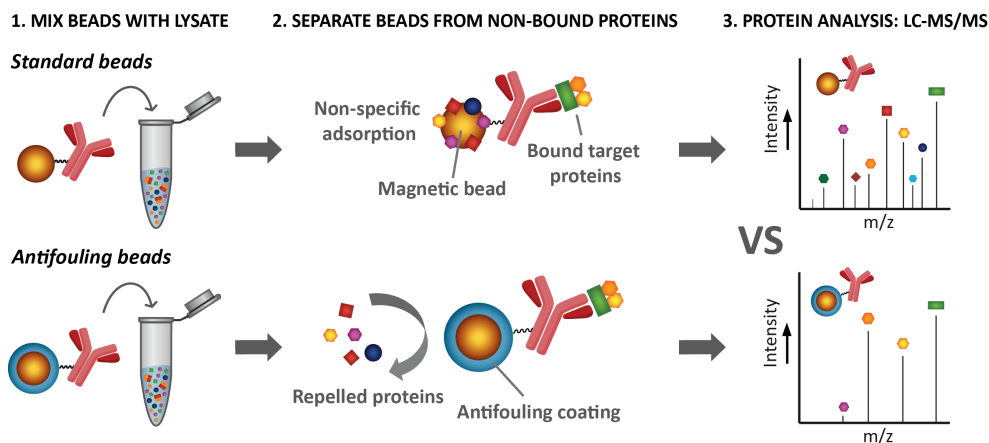 1. MIX BEADS WITH LYSATE
2. SEPARATE BEADS FROM NON-BOUND PROTEINS
3. PROTEIN ANALYSIS: LC-MS/MS
Standard beads
Non-specific
adsorption
Magnetic bead
Bound target
proteins
Intensity
m/z
VS
Antifouling beads
Repelled proteins
Antifouling coating
Intensity
m/z